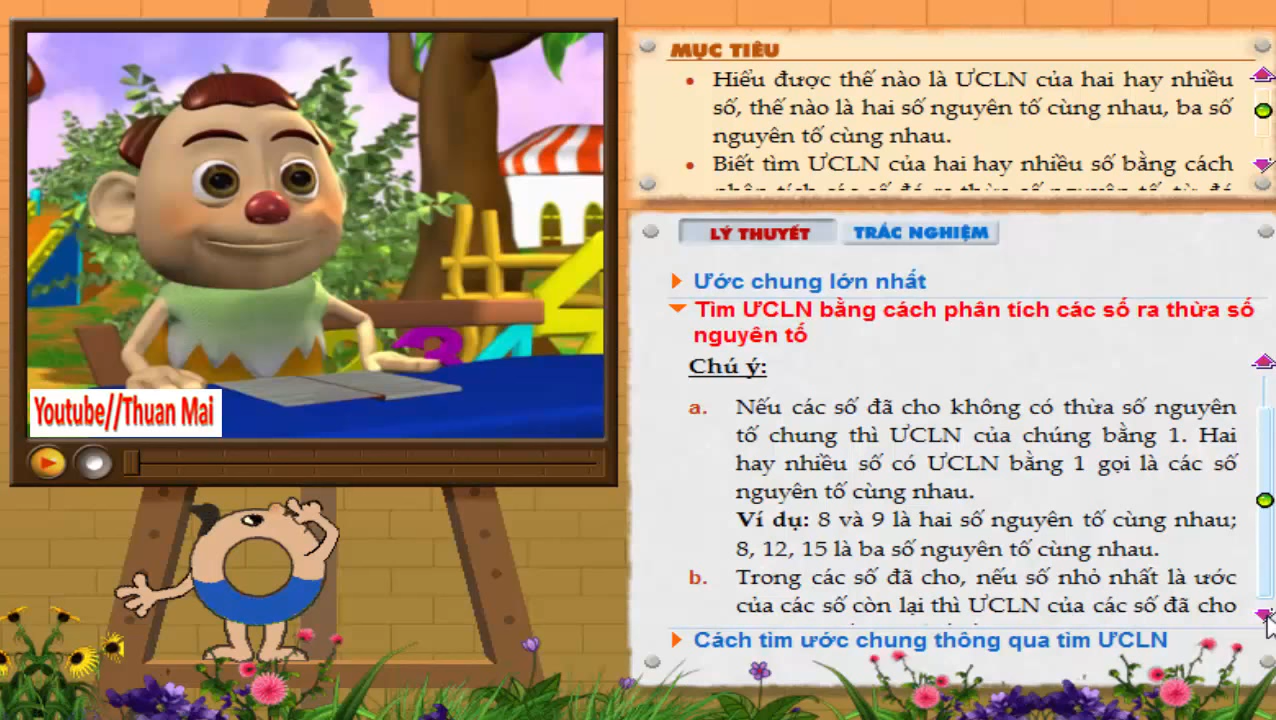 MỤC TIÊU
Hiểu được thế nào là ƯCLN của hai hay nhiều
số, thế nào là hai số nguyên tố cùng nhau, ba số
nguyên tố cùng nhau.
Biết tìm ƯCLN của hai hay nhiều số bằng cách
LÝ THUYẾT
TRẮC NGHIỆM
Ước chung lớn nhất
Tìm ƯCLN bằng cách phân tích các số ra thừa số
nguyên tố
Chú ý:
a. Nếu các số đã cho không có thừa số nguyên
tố chung thì ƯCLN của chúng bằng 1. Hai
hay nhiều số có ƯCLN bằng 1 gọi là các số
nguyên tố cùng nhau.
Ví dụ: 8 và 9 là hai số nguyên tố cùng nhau;
8, 12, 15 là ba số nguyên tố cùng nhau.
b. Trong các số đã cho, nếu số nhỏ nhất là ước
của các số còn lại thì ƯCLN của các số đã cho
Cách tìm ước chung thông qua tìm ƯCLN
3
4
Youtube//Thuan Mai